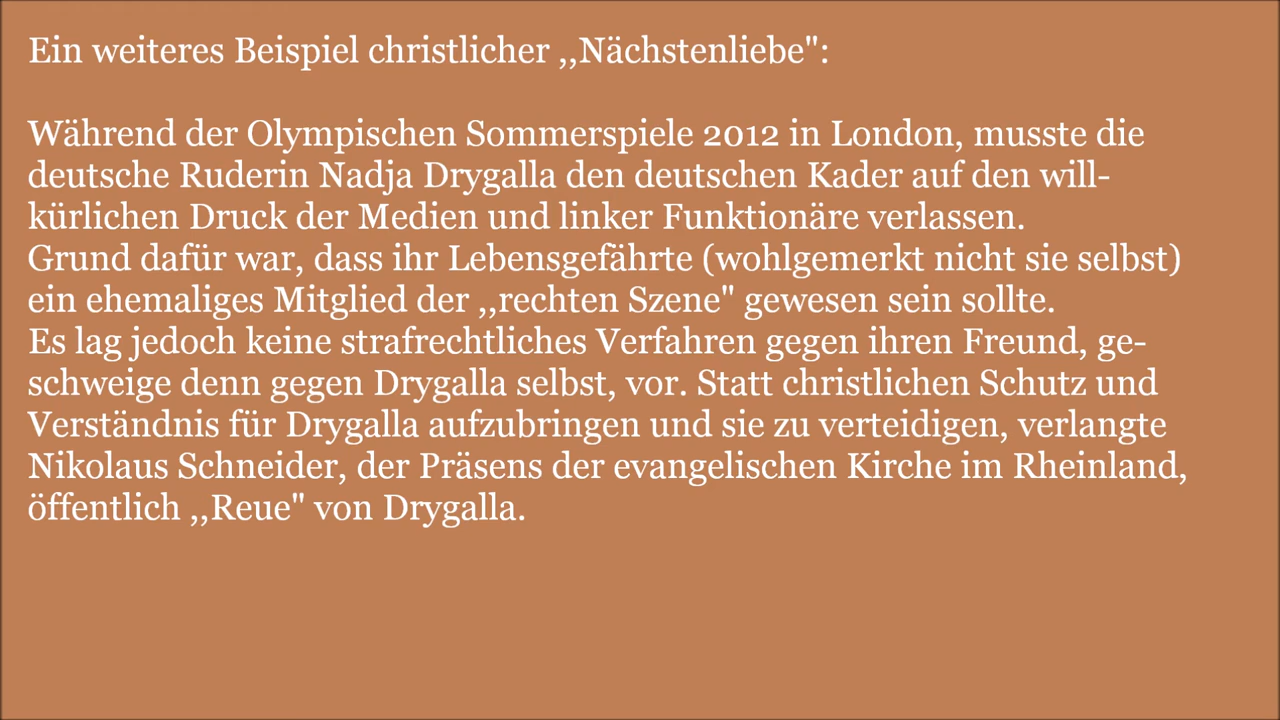 Ein weiteres Beispiel christlicher ,,Nächstenliebe":
Während der Olympischen Sommerspiele 2012 in London, musste die
deutsche Ruderin Nadja Drygalla den deutschen Kader auf den will-
kürlichen Druck der Medien und linker Funktionäre verlassen.
Grund dafür war, dass ihr Lebensgefährte (wohlgemerkt nicht sie selbst)
ein ehemaliges Mitglied der ,,rechten Szene" gewesen sein sollte.
Es lag jedoch keine strafrechtliches Verfahren gegen ihren Freund, ge-
schweige denn gegen Drygalla selbst, vor. Statt christlichen Schutz und
Verständnis für Drygalla aufzubringen und sie zu verteidigen, verlangte
Nikolaus Schneider, der Präsens der evangelischen Kirche im Rheinland,
öffentlich ,,Reue" von Drygalla.